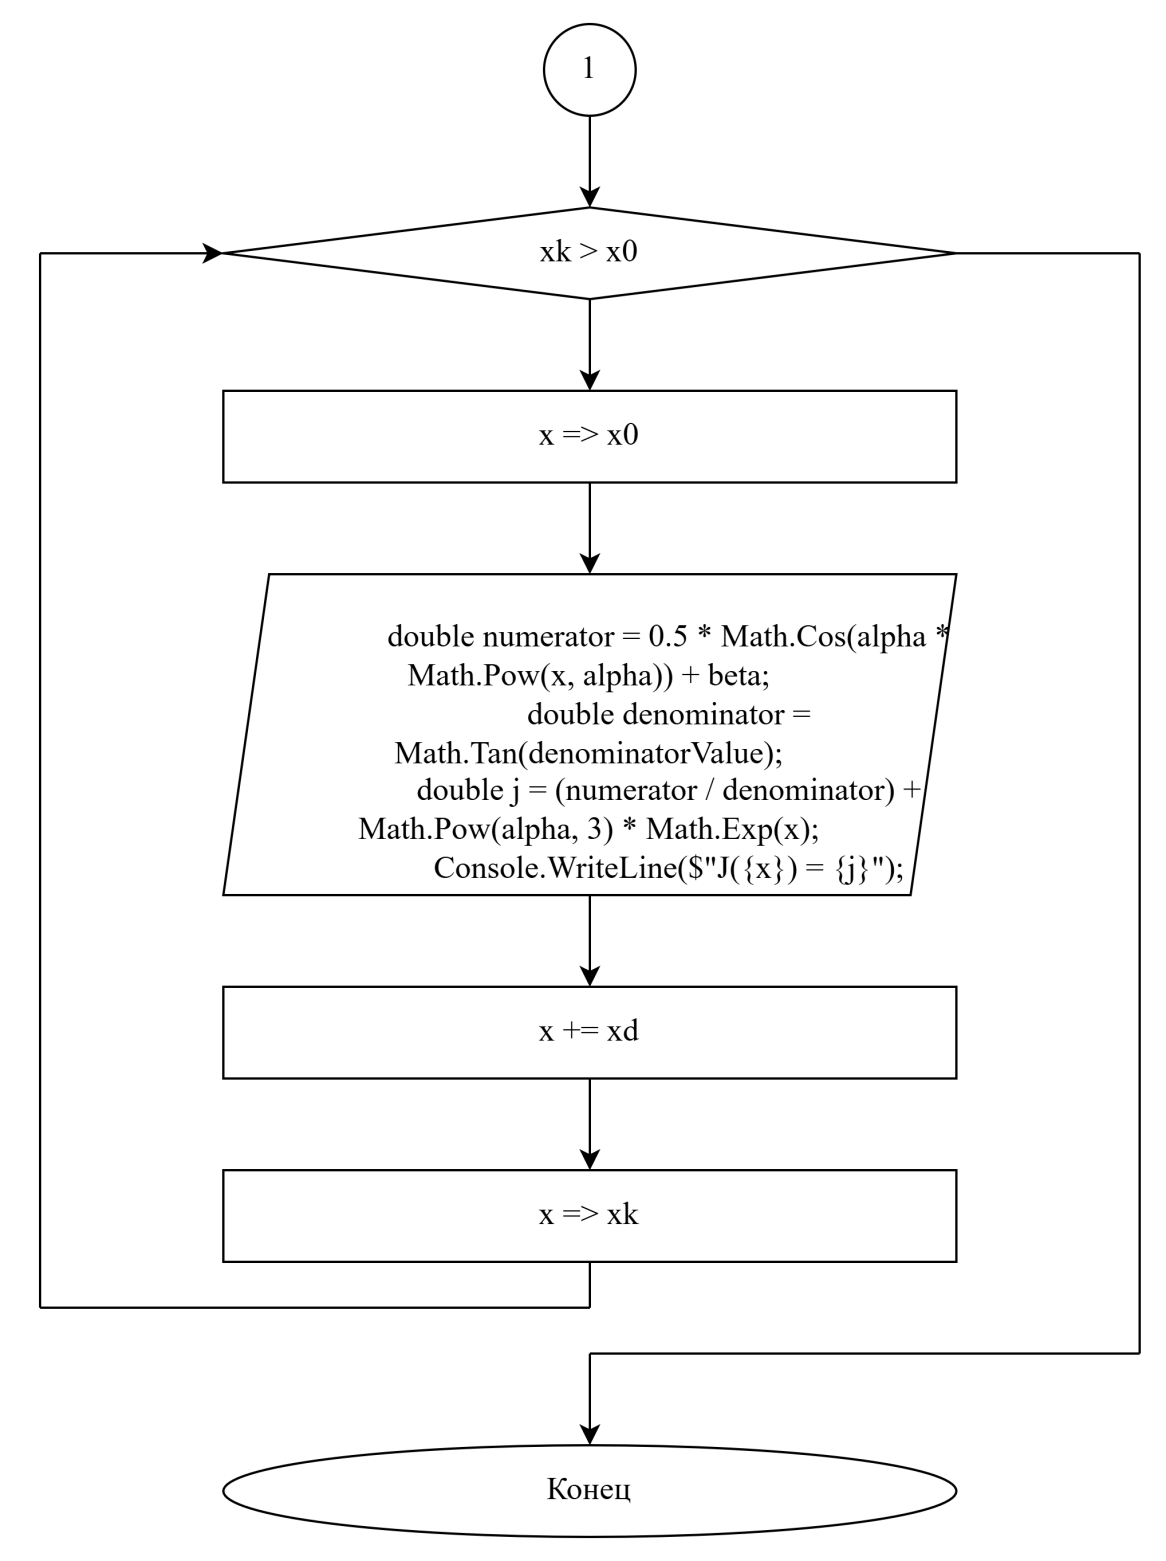 1
xk > x0
x => x0
double numerator = 0.5 * Math.Cos(alpha *
Math.Pow(x, alpha)) + beta;
double denominator =
Math.Tan(denominatorValue);
double j = (numerator / denominator) +
Math.Pow(alpha, 3) * Math.Exp(x);
Console.WriteLine($"J({x}) = {j}");
x += xd
x => xk
Конец